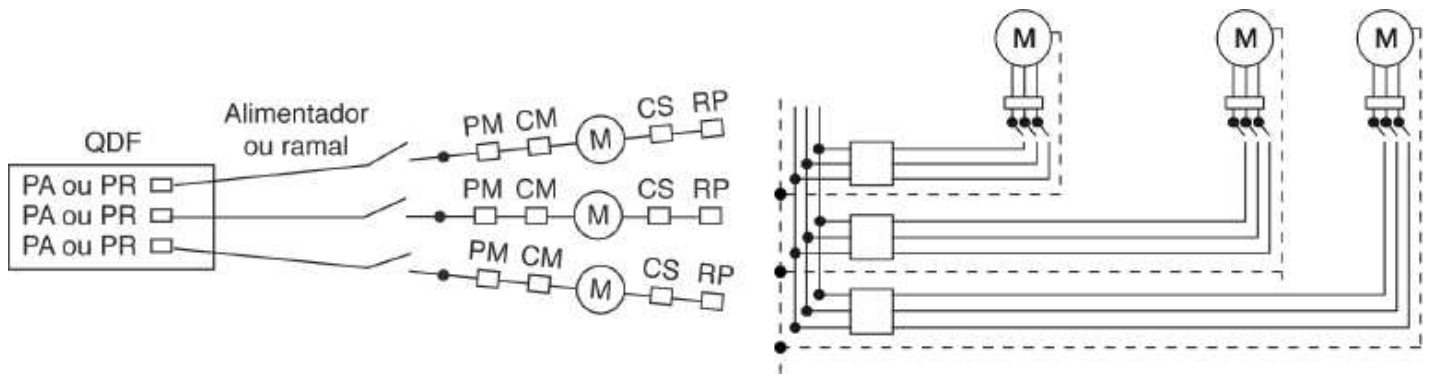 QDF
PA ou PR
PA ou PR
PA ou PR
Alimentador
ou ramal
PM CM M CS RP
PM CM M CS RP
PM CM M CS RP
M M M